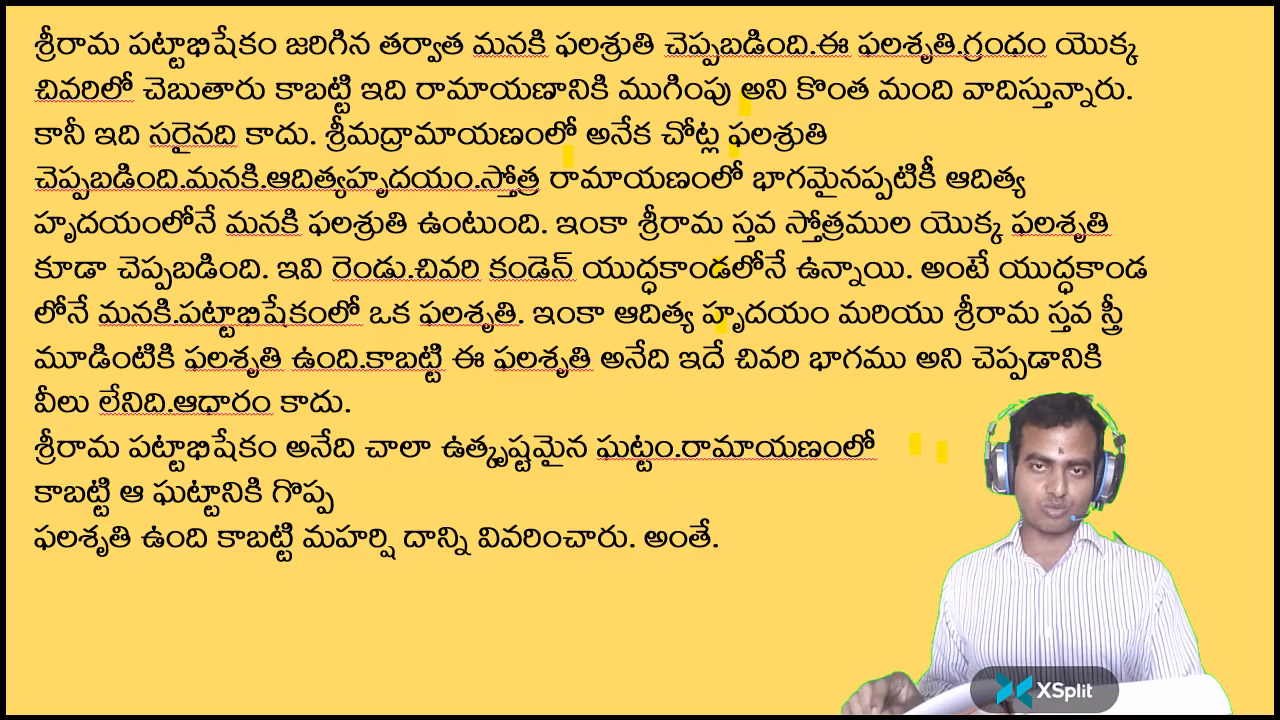 శ్రీరామ పట్టాభిషేకం జరిగిన తర్వాత మనకి ఫలశ్రుతి చెప్పబడింది.ఈ ఫలశృతి.గ్రందం యొక్క
చివరిలో చెబుతారు కాబట్టి ఇది రామాయణానికి ముగింపు అని కొంత మంది వాదిస్తున్నారు.
కానీ ఇది సరైనది కాదు. శ్రీమద్రామాయణంలో అనేక చోట్ల ఫలశ్రుతి
చెప్పబడింది.మనకి.ఆదిత్యహృదయం.స్తోత్ర రామాయణంలో భాగమైనప్పటికీ ఆదిత్య
హృదయంలోనే మనకి ఫలశ్రుతి ఉంటుంది. ఇంకా శ్రీరామ స్తవ స్తోత్రముల యొక్క ఫలశృతి
కూడా చెప్పబడింది. ఇవి రెండు.చివరి కండెన్ యుద్ధకాండలోనే ఉన్నాయి. అంటే యుద్ధకాండ
లోనే మనకి.పట్టాభిషేకంలో ఒక ఫలశృతి. ఇంకా ఆదిత్య హృదయం మరియు శ్రీరామ స్తవ స్త్రీ
మూడింటికి ఫలశృతి ఉంది.కాబట్టి ఈ ఫలశృతి అనేది ఇదే చివరి భాగము అని చెప్పడానికి
వీలు లేనిది.ఆధారం కాదు.
శ్రీరామ పట్టాభిషేకం అనేది చాలా ఉత్కృష్టమైన ఘట్టం.రామాయణంలో
కాబట్టి ఆ ఘట్టానికి గొప్ప
ఫలశృతి ఉంది కాబట్టి మహర్షి దాన్ని వివరించారు. అంతే.
XSplit